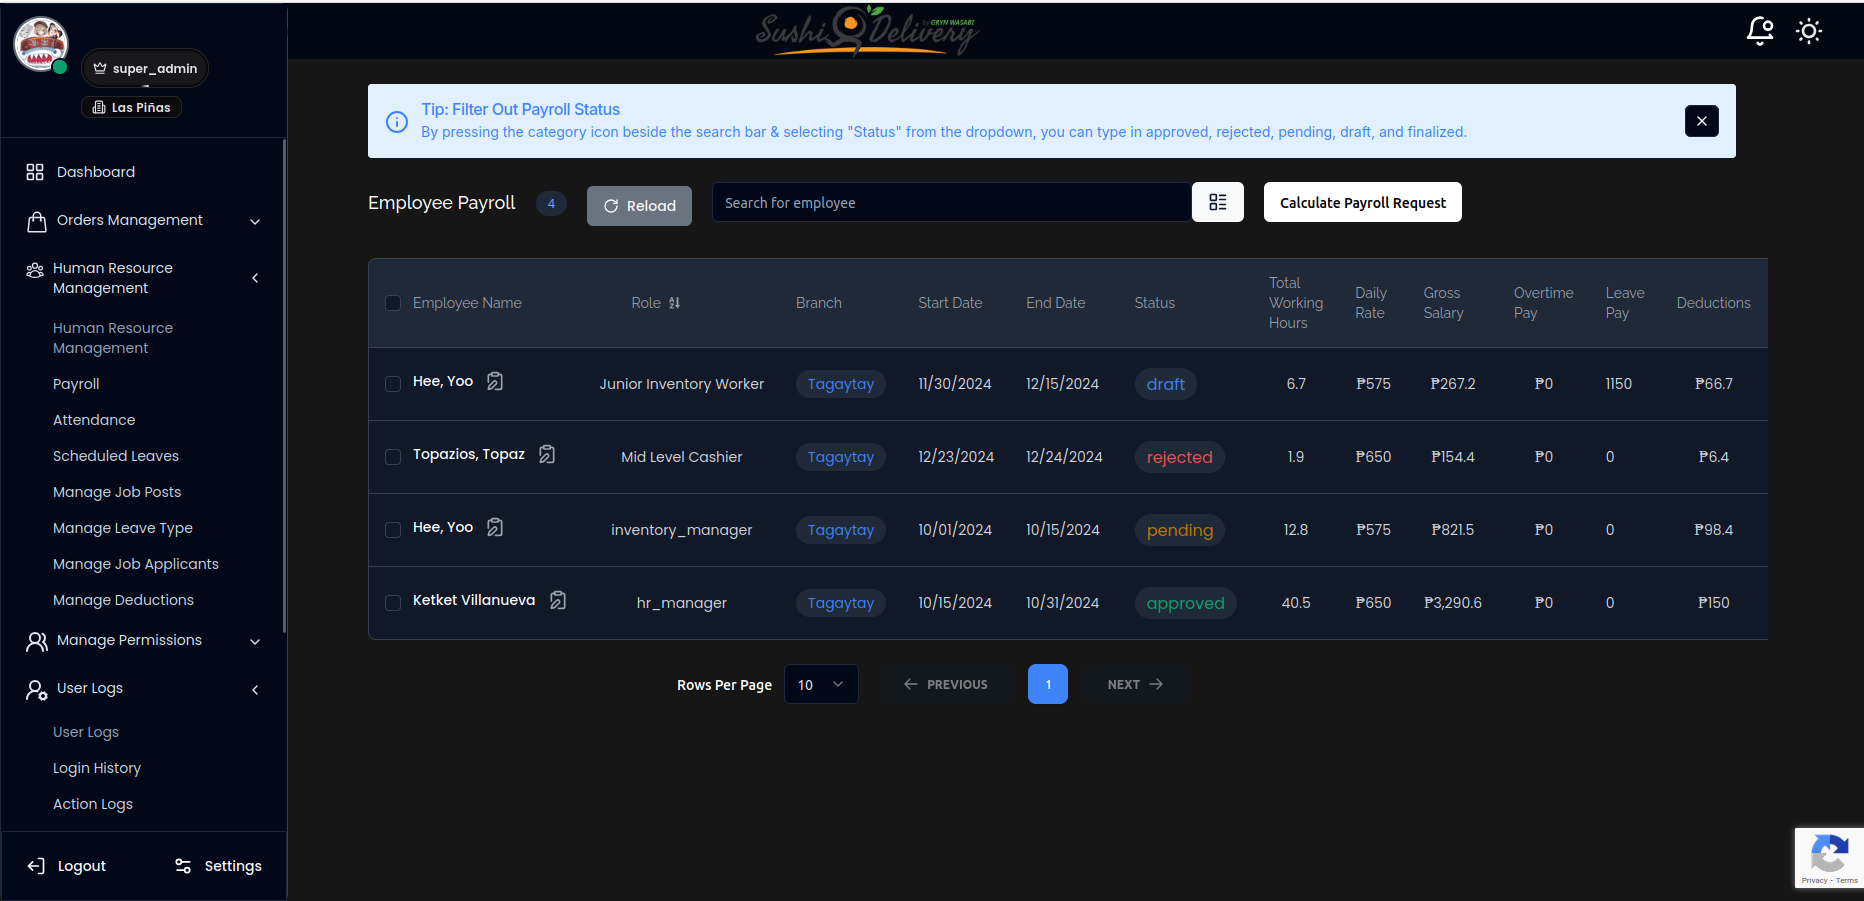 super_admin
Las Piñas
Sushi Delivery
by GRYN WASABI
Dashboard
Orders Management
Human Resource
Management
Human Resource
Management
Payroll
Attendance
Scheduled Leaves
Manage Job Posts
Manage Leave Type
Manage Job Applicants
Manage Deductions
Manage Permissions
User Logs
User Logs
Login History
Action Logs
Logout Settings
Tip: Filter Out Payroll Status
By pressing the category icon beside the search bar & selecting "Status" from the dropdown, you can type in approved, rejected, pending, draft, and finalized.
Employee Payroll 4 Reload Search for employee Calculate Payroll Request
Employee Name Role Branch Start Date End Date Status Total Working Hours Daily Rate Gross Salary Overtime Pay Leave Pay Deductions
Hee, Yoo Junior Inventory Worker Tagaytay 11/30/2024 12/15/2024 draft 6.7 ₱575 ₱267.2 ₱0 1150 ₱66.7
Topazios, Topaz Mid Level Cashier Tagaytay 12/23/2024 12/24/2024 rejected 1.9 ₱650 ₱154.4 ₱0 0 ₱6.4
Hee, Yoo inventory_manager Tagaytay 10/01/2024 10/15/2024 pending 12.8 ₱575 ₱821.5 ₱0 0 ₱98.4
Ketket Villanueva hr_manager Tagaytay 10/15/2024 10/31/2024 approved 40.5 ₱650 ₱3,290.6 ₱0 0 ₱150
Rows Per Page 10 PREVIOUS 1 NEXT
Privacy - Terms